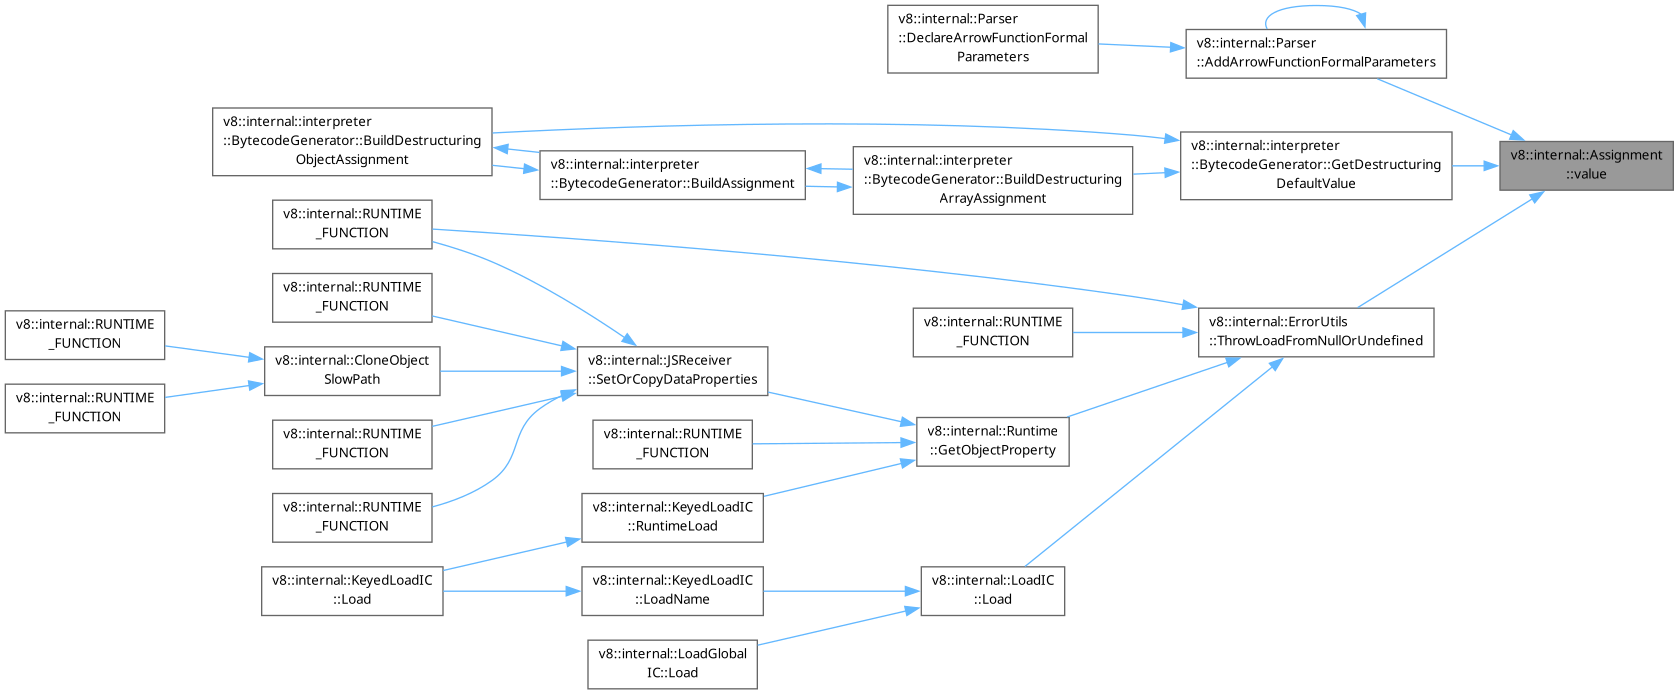 v8::internal::Parser
::DeclareArrowFunctionFormal
Parameters
v8::internal::Parser
::AddArrowFunctionFormalParameters
v8::internal::interpreter
::BytecodeGenerator::BuildDestructuring
ObjectAssignment
v8::internal::interpreter
::BytecodeGenerator::BuildAssignment
v8::internal::interpreter
::BytecodeGenerator::BuildDestructuring
ArrayAssignment
v8::internal::interpreter
::BytecodeGenerator::GetDestructuring
DefaultValue
v8::internal::Assignment
::value
v8::internal::RUNTIME
_FUNCTION
v8::internal::RUNTIME
_FUNCTION
v8::internal::RUNTIME
_FUNCTION
v8::internal::RUNTIME
_FUNCTION
v8::internal::ErrorUtils
::ThrowLoadFromNullOrUndefined
v8::internal::CloneObject
SlowPath
v8::internal::JSReceiver
::SetOrCopyDataProperties
v8::internal::RUNTIME
_FUNCTION
v8::internal::RUNTIME
_FUNCTION
v8::internal::RUNTIME
_FUNCTION
v8::internal::Runtime
::GetObjectProperty
v8::internal::RUNTIME
_FUNCTION
v8::internal::KeyedLoadIC
::RuntimeLoad
v8::internal::KeyedLoadIC
::Load
v8::internal::KeyedLoadIC
::LoadName
v8::internal::LoadIC
::Load
v8::internal::LoadGlobal
IC::Load